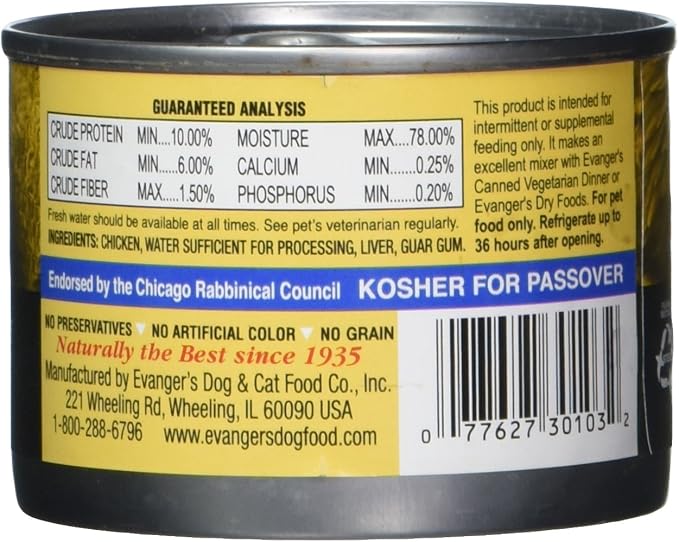 GUARANTEED ANALYSIS
CRUDE PROTEIN MIN....10.00% MOISTURE MAX....78.00%
CRUDE FAT MIN....6.00% CALCIUM MIN.....0.25%
CRUDE FIBER MAX.....1.50% PHOSPHORUS MIN.......0.20%
Fresh water should be available at all times. See pet's veterinarian regularly.
INGREDIENTS: CHICKEN, WATER SUFFICIENT FOR PROCESSING, LIVER, GUAR GUM.
This product is intended for
intermittent or supplemental
feeding only. It makes an
excellent mixer with Evanger's
Canned Vegetarian Dinner or
Evanger's Dry Foods. For pet
food only. Refrigerate up to
36 hours after opening.
Endorsed by the Chicago Rabbinical Council KOSHER FOR PASSOVER
NO PRESERVATIVES NO ARTIFICIAL COLOR NO GRAIN
Naturally the Best since 1935
Manufactured by Evanger's Dog & Cat Food Co., Inc.
221 Wheeling Rd, Wheeling, IL 60090 USA
1-800-288-6796 www.evangersdogfood.com
0 77627 30103 2